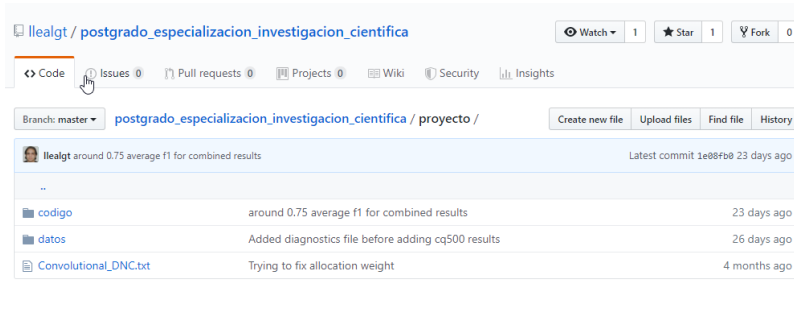 llealgt / postgrado_especializacion_investigacion_cientifica Watch 1 Star 1 Fork 0
Code Issues 0 Pull requests 0 Projects 0 Wiki Security Insights
Branch: master postgrado_especializacion_investigacion_cientifica / proyecto / Create new file Upload files Find file History
llealgt around 0.75 average f1 for combined results Latest commit 1e08fb0 23 days ago
..
codigo around 0.75 average f1 for combined results 23 days ago
datos Added diagnostics file before adding cq500 results 26 days ago
Convolutional_DNC.txt Trying to fix allocation weight 4 months ago